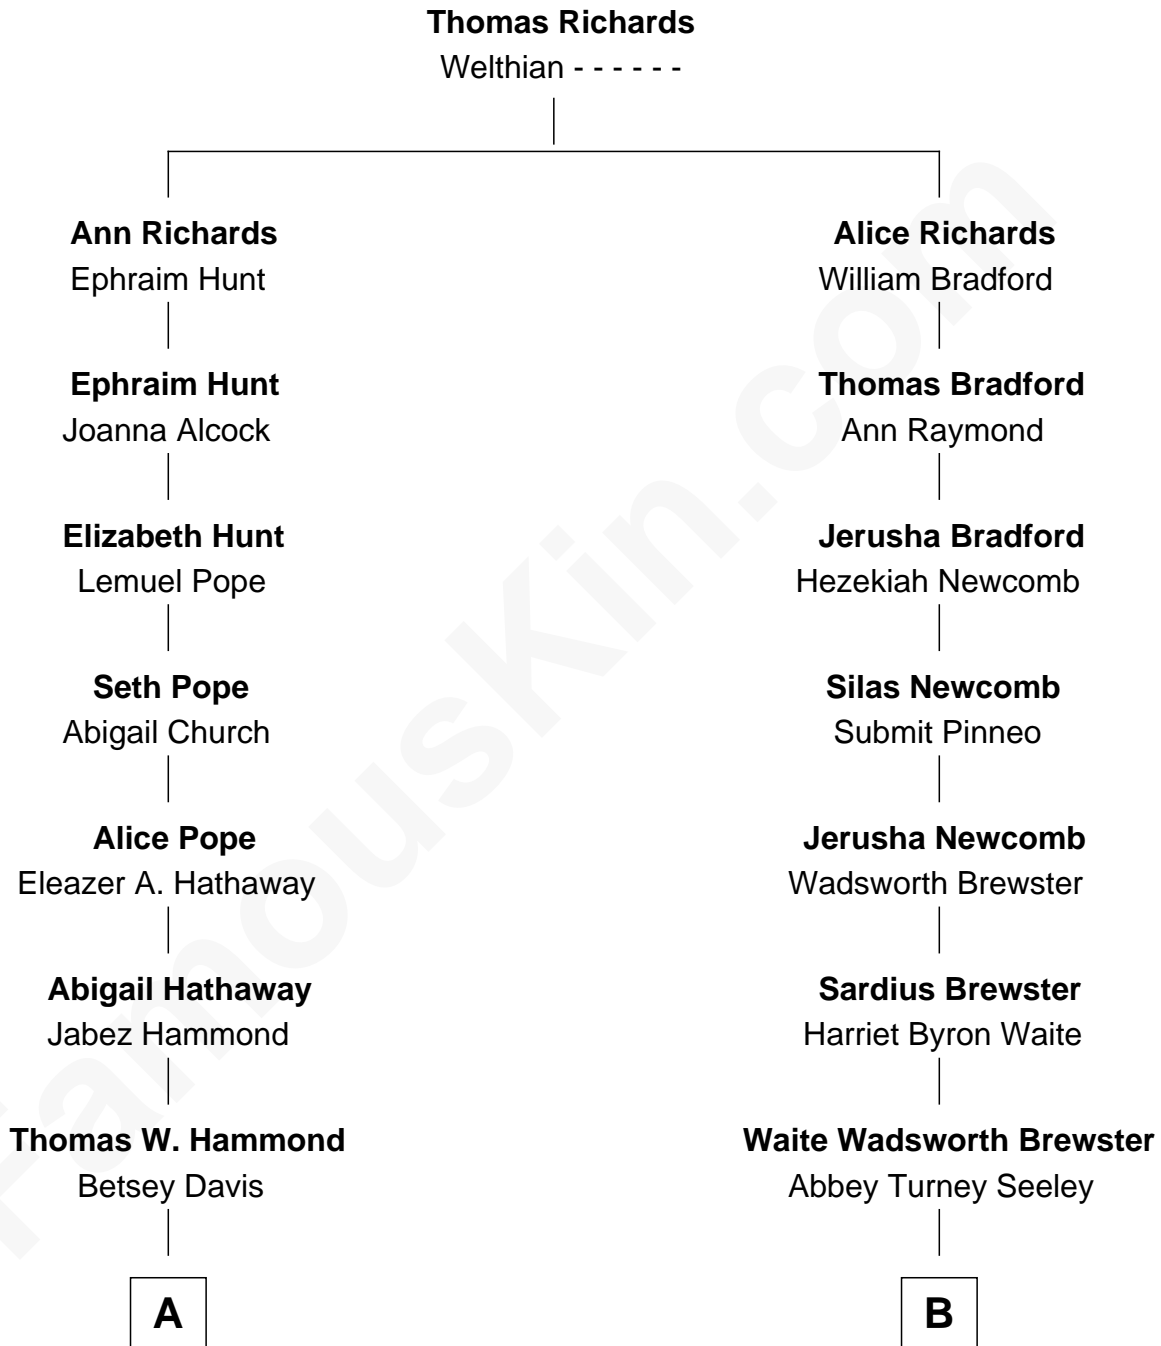 Thomas Richards
Welthian - - - - - -
Ann Richards
Ephraim Hunt
Alice Richards
William Bradford
Ephraim Hunt
Joanna Alcock
Thomas Bradford
Ann Raymond
Elizabeth Hunt
Lemuel Pope
Jerusha Bradford
Hezekiah Newcomb
Seth Pope
Abigail Church
Silas Newcomb
Submit Pinneo
Alice Pope
Eleazer A. Hathaway
Jerusha Newcomb
Wadsworth Brewster
Abigail Hathaway
Jabez Hammond
Sardius Brewster
Harriet Byron Waite
Thomas W. Hammond
Betsey Davis
Waite Wadsworth Brewster
Abbey Turney Seeley
A
B
FamousKin.com